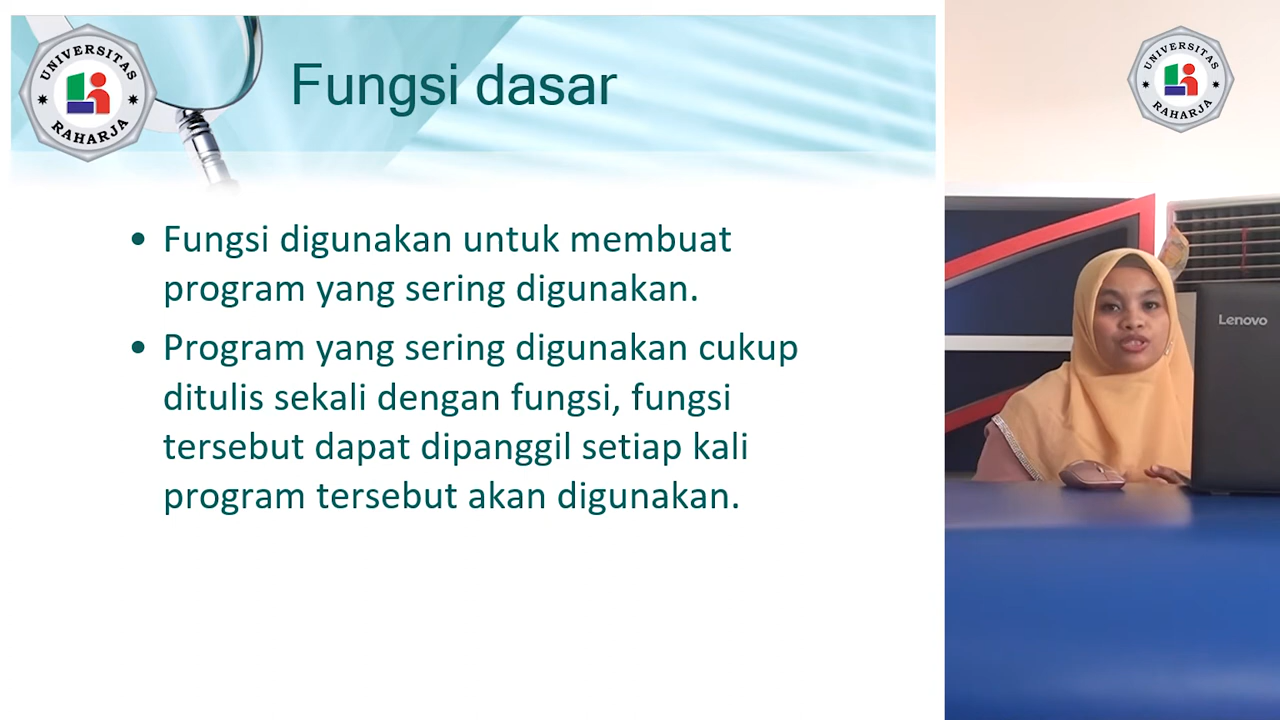 UNIVERSITAS
RAHARJA
Fungsi dasar
• Fungsi digunakan untuk membuat
program yang sering digunakan.
• Program yang sering digunakan cukup
ditulis sekali dengan fungsi, fungsi
tersebut dapat dipanggil setiap kali
program tersebut akan digunakan.
UNIVERSITAS
RAHARJA
Lenovo